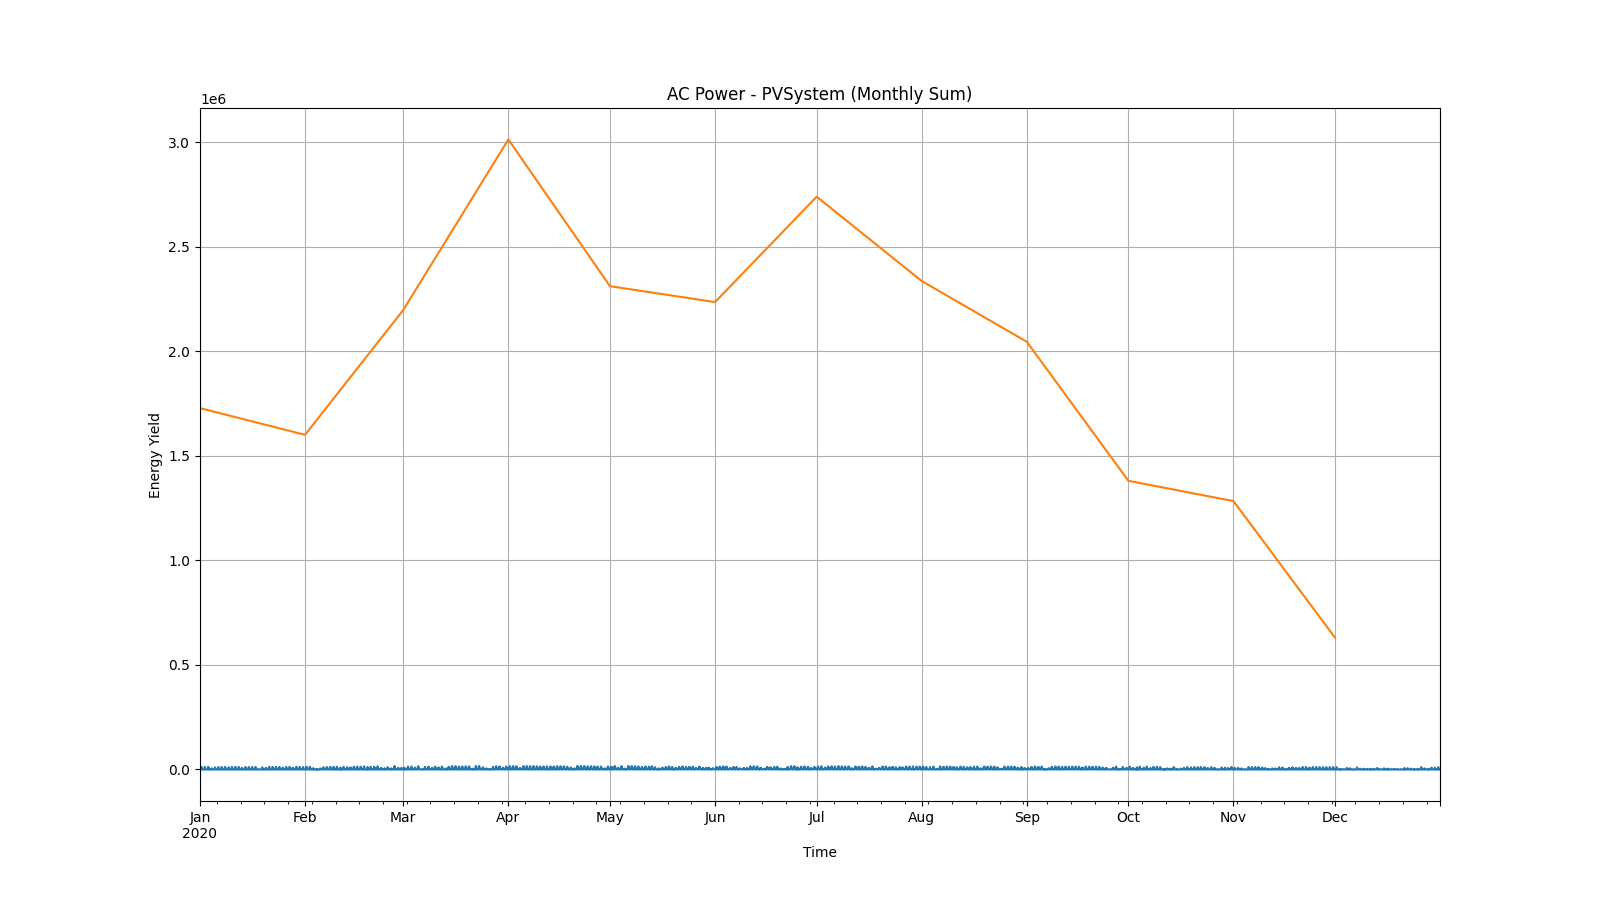 AC Power - PVSystem (Monthly Sum)
1e6
3.0
2.5
2.0
1.5
1.0
0.5
0.0
Energy Yield
Jan Feb Mar Apr May Jun Jul Aug Sep Oct Nov Dec
2020
Time